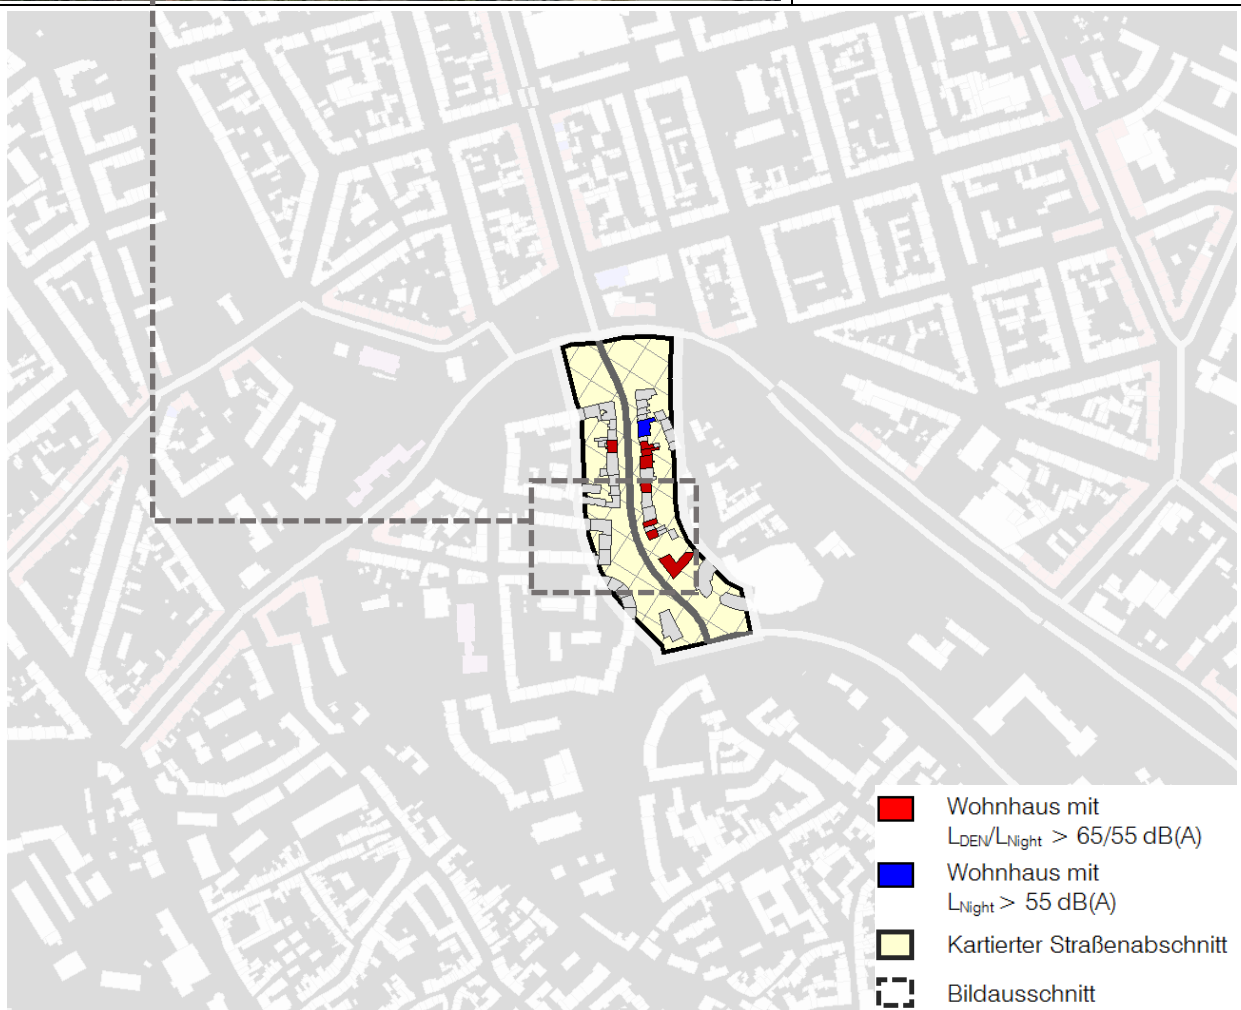 Wohnhaus mit
LDEN/LNight > 65/55 dB(A)
Wohnhaus mit
LNight > 55 dB(A)
Kartierter Straßenabschnitt
Bildausschnitt